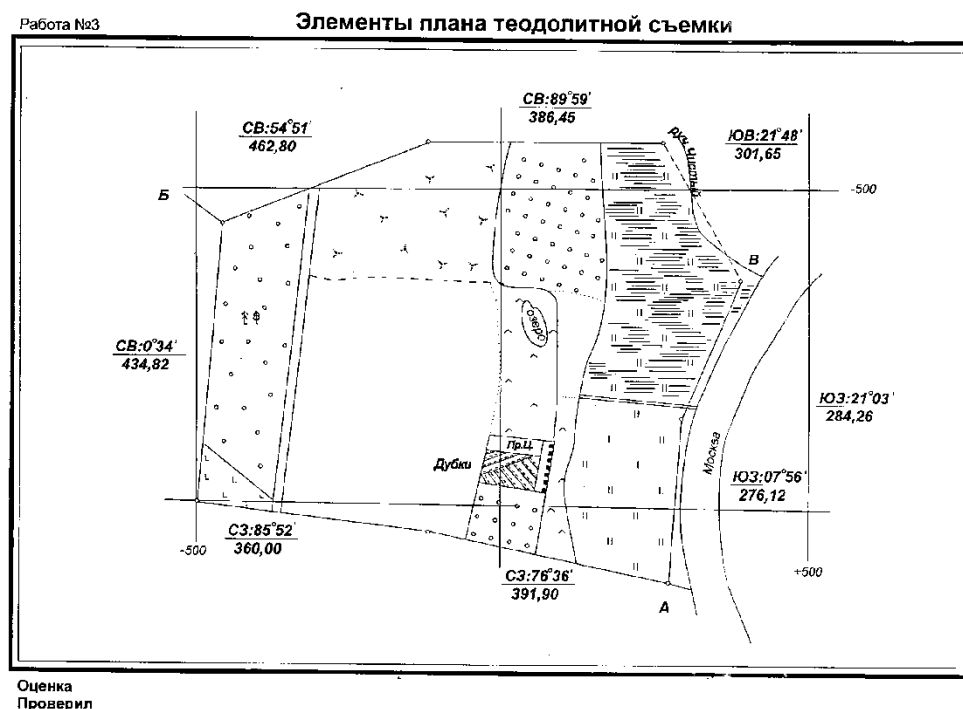 Работа №3
Элементы плана теодолитной съемки
СВ:89°59'
386,45
СВ:54°51'
462,80
ЮВ:21°48'
301,65
руч. Чистый
Б
-500
В
озеро
СВ:0°34'
434,82
ЮЗ:21°03'
284,26
Москва
Пр.Ц.
Дубки
ЮЗ:07°56'
276,12
СЗ:85°52'
360,00
-500
+500
СЗ:76°36'
391,90
А
Оценка
Проверил